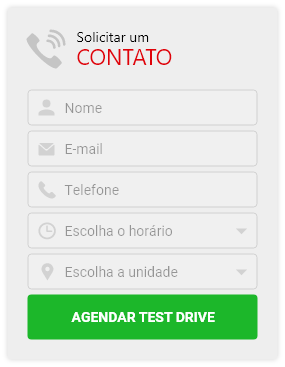 Solicitar um
CONTATO
Nome
E-mail
Telefone
Escolha o horário
Escolha a unidade
AGENDAR TEST DRIVE